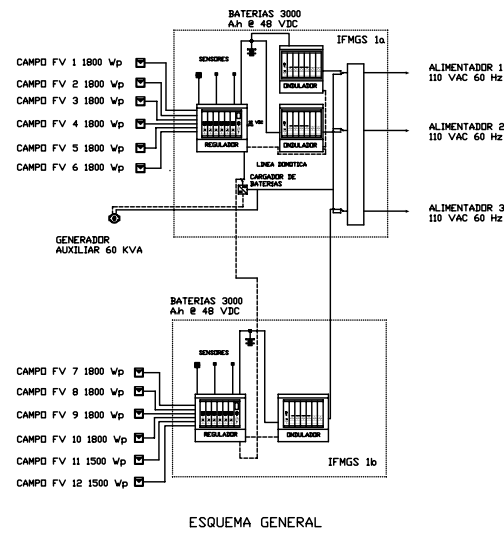 BATERIAS 3000
A.h @ 48 VDC
IFMGS 1a
SENSORES
ONDULADOR
CAMPO FV 1 1800 Wp
CAMPO FV 2 1800 Wp
CAMPO FV 3 1800 Wp
CAMPO FV 4 1800 Wp
CAMPO FV 5 1800 Wp
CAMPO FV 6 1800 Wp
ALIMENTADOR 1
110 VAC 60 Hz
ALIMENTADOR 2
110 VAC 60 Hz
REGULADOR
ONDULADOR
LINEA DOMOTICA
CARGADOR DE
BATERIAS
ALIMENTADOR 3
110 VAC 60 Hz
GENERADOR
AUXILIAR 60 KVA
BATERIAS 3000
A.h @ 48 VDC
SENSORES
CAMPO FV 7 1800 Wp
CAMPO FV 8 1800 Wp
CAMPO FV 9 1800 Wp
CAMPO FV 10 1800 Wp
CAMPO FV 11 1500 Wp
CAMPO FV 12 1500 Wp
REGULADOR
ONDULADOR
IFMGS 1b
ESQUEMA GENERAL